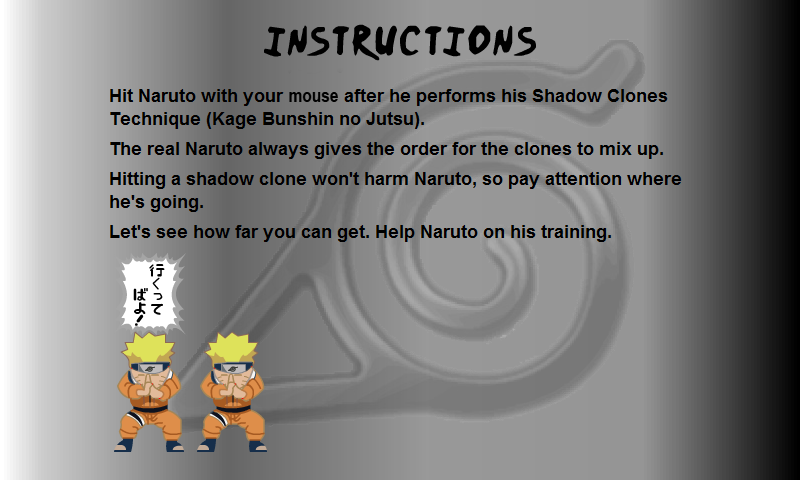 INSTRUCTIONS
Hit Naruto with your mouse after he performs his Shadow Clones
Technique (Kage Bunshin no Jutsu).
The real Naruto always gives the order for the clones to mix up.
Hitting a shadow clone won't harm Naruto, so pay attention where
he's going.
Let's see how far you can get. Help Naruto on his training.
行くって
ばよ!